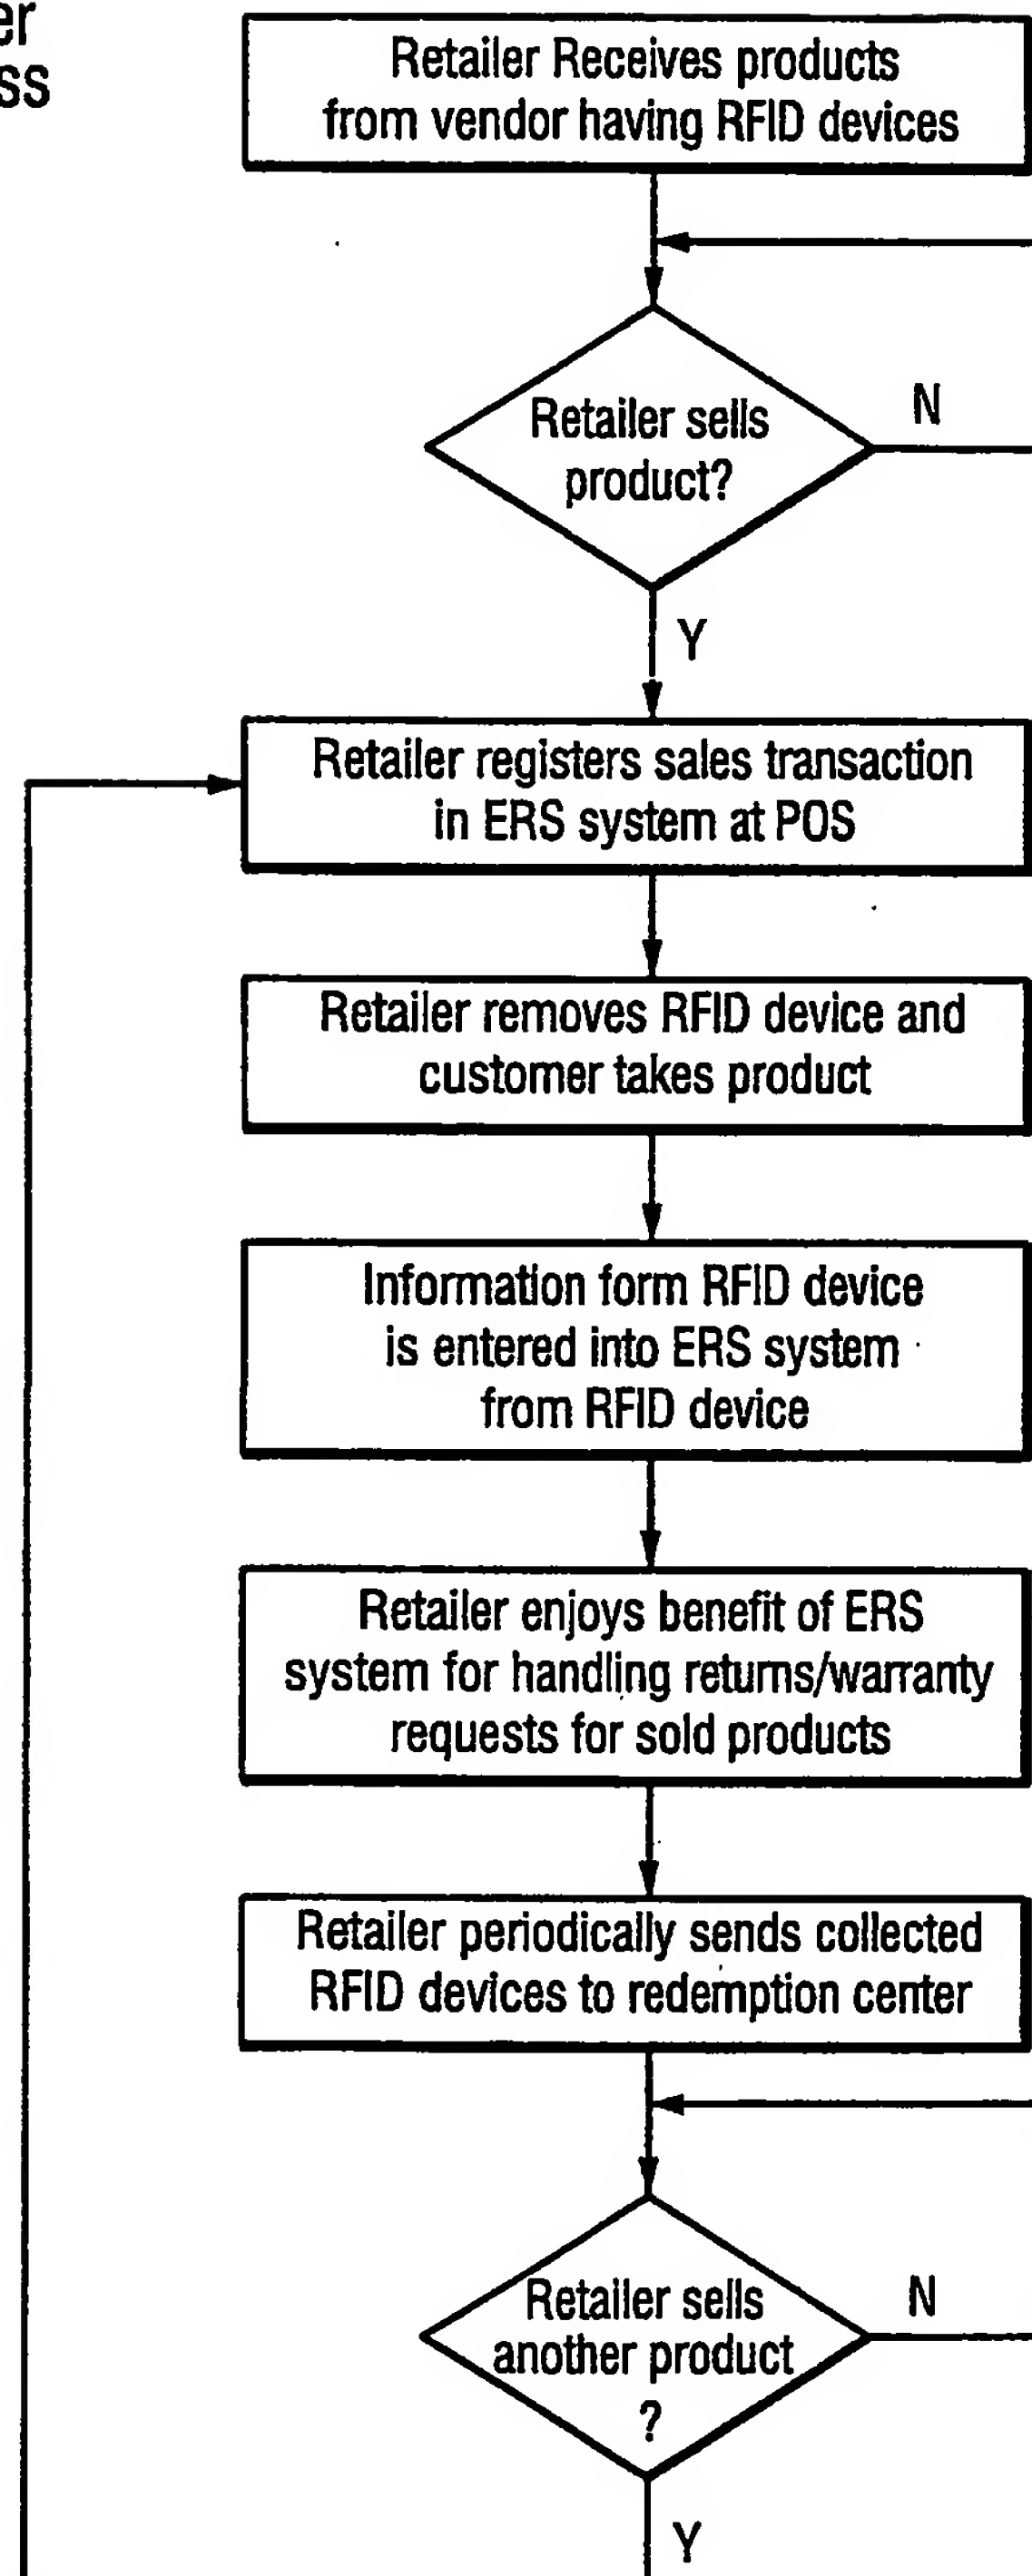 er
ss
Retailer Receives products
from vendor having RFID devices
Retailer sells
product?
N
Y
Retailer registers sales transaction
in ERS system at POS
Retailer removes RFID device and
customer takes product
Information form RFID device
is entered into ERS system
from RFID device
Retailer enjoys benefit of ERS
system for handling returns/warranty
requests for sold products
Retailer periodically sends collected
RFID devices to redemption center
Retailer sells
another product
?
N
Y